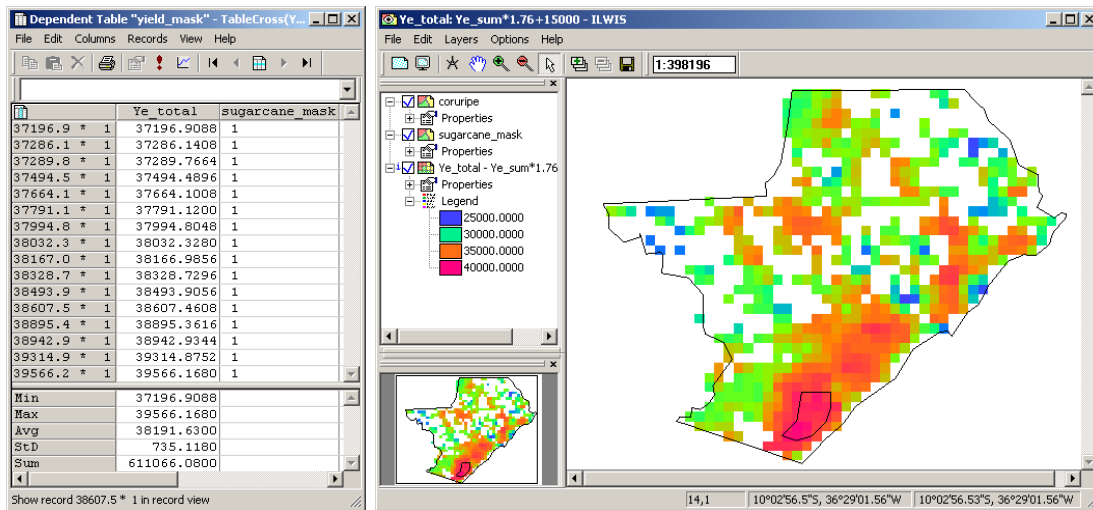 Dependent Table "yield_mask" - TableCross(Y...
File Edit Columns Records View Help
Ye_total sugarcane_mask
37196.9 * 1 37196.9088 1
37286.1 * 1 37286.1408 1
37289.8 * 1 37289.7664 1
37494.5 * 1 37494.4896 1
37664.1 * 1 37664.1008 1
37791.1 * 1 37791.1200 1
37994.8 * 1 37994.8048 1
38032.3 * 1 38032.3280 1
38167.0 * 1 38166.9856 1
38328.7 * 1 38328.7296 1
38493.9 * 1 38493.9056 1
38607.5 * 1 38607.4608 1
38895.4 * 1 38895.3616 1
38942.9 * 1 38942.9344 1
39314.9 * 1 39314.8752 1
39566.2 * 1 39566.1680 1
Min 37196.9088
Max 39566.1680
Avg 38191.6300
StD 735.1180
Sum 611066.0800
Show record 38607.5 * 1 in record view
Ye_total: Ye_sum*1.76+15000 - ILWIS
File Edit Layers Options Help
1:398196
coruripe
Properties
sugarcane_mask
Properties
Ye_total - Ye_sum*1.76
Properties
Legend
25000.0000
30000.0000
35000.0000
40000.0000
14,1 10°02'56.5"S, 36°29'01.56"W 10°02'56.53"S, 36°29'01.56"W